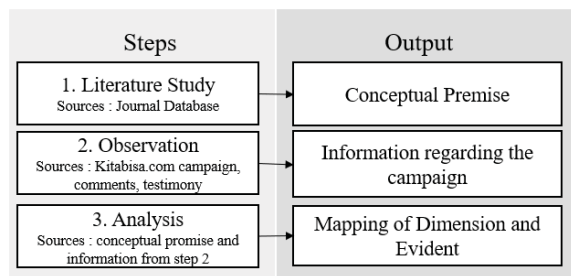 Steps
Output
1. Literature Study
Sources : Journal Database
Conceptual Premise
2. Observation
Sources : Kitabisa.com campaign,
comments, testimony
Information regarding the
campaign
3. Analysis
Sources : conceptual promise and
information from step 2
Mapping of Dimension and
Evident